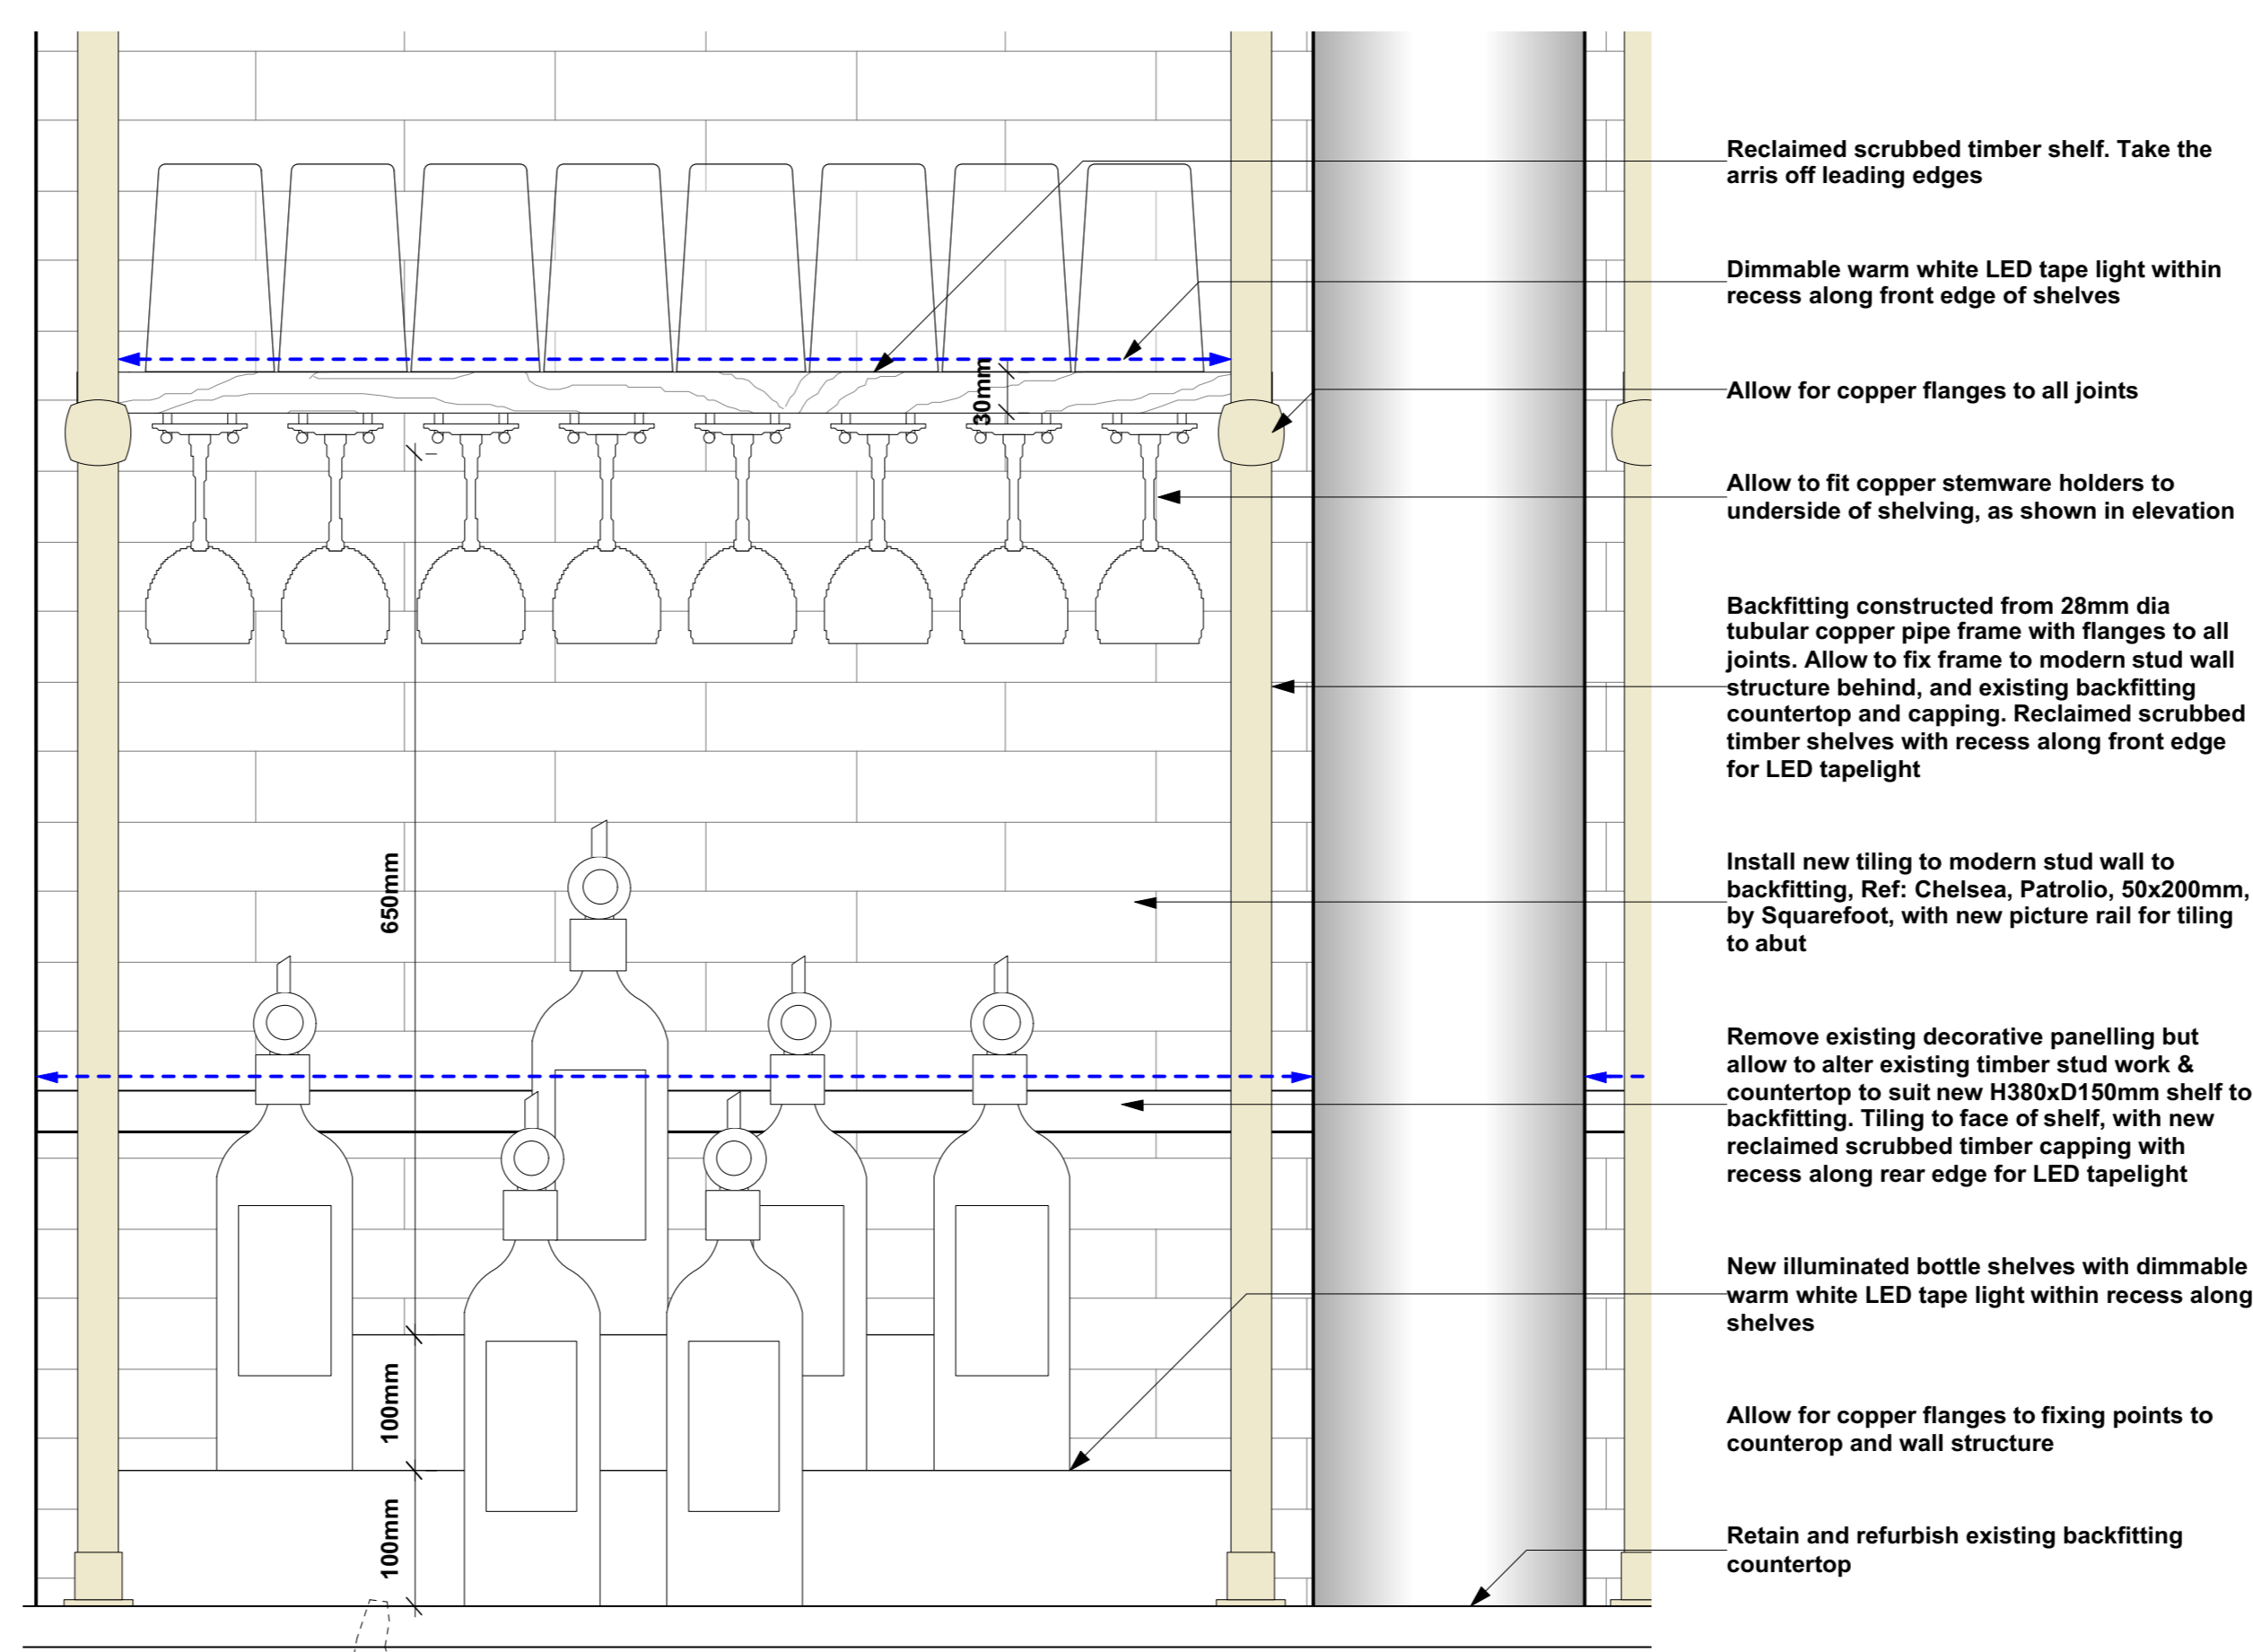 Reclaimed scrubbed timber shelf. Take the
arris off leading edges
Dimmable warm white LED tape light within
recess along front edge of shelves
30mm
Allow for copper flanges to all joints
Allow to fit copper stemware holders to
underside of shelving, as shown in elevation
Backfitting constructed from 28mm dia
tubular copper pipe frame with flanges to all
joints. Allow to fix frame to modern stud wall
structure behind, and existing backfitting
countertop and capping. Reclaimed scrubbed
timber shelves with recess along front edge
for LED tapelight
650mm
Install new tiling to modern stud wall to
backfitting, Ref: Chelsea, Patrolio, 50x200mm,
by Squarefoot, with new picture rail for tiling
to abut
Remove existing decorative panelling but
allow to alter existing timber stud work &
countertop to suit new H380xD150mm shelf to
backfitting. Tiling to face of shelf, with new
reclaimed scrubbed timber capping with
recess along rear edge for LED tapelight
New illuminated bottle shelves with dimmable
warm white LED tape light within recess along
shelves
100mm
Allow for copper flanges to fixing points to
counterop and wall structure
100mm
Retain and refurbish existing backfitting
countertop